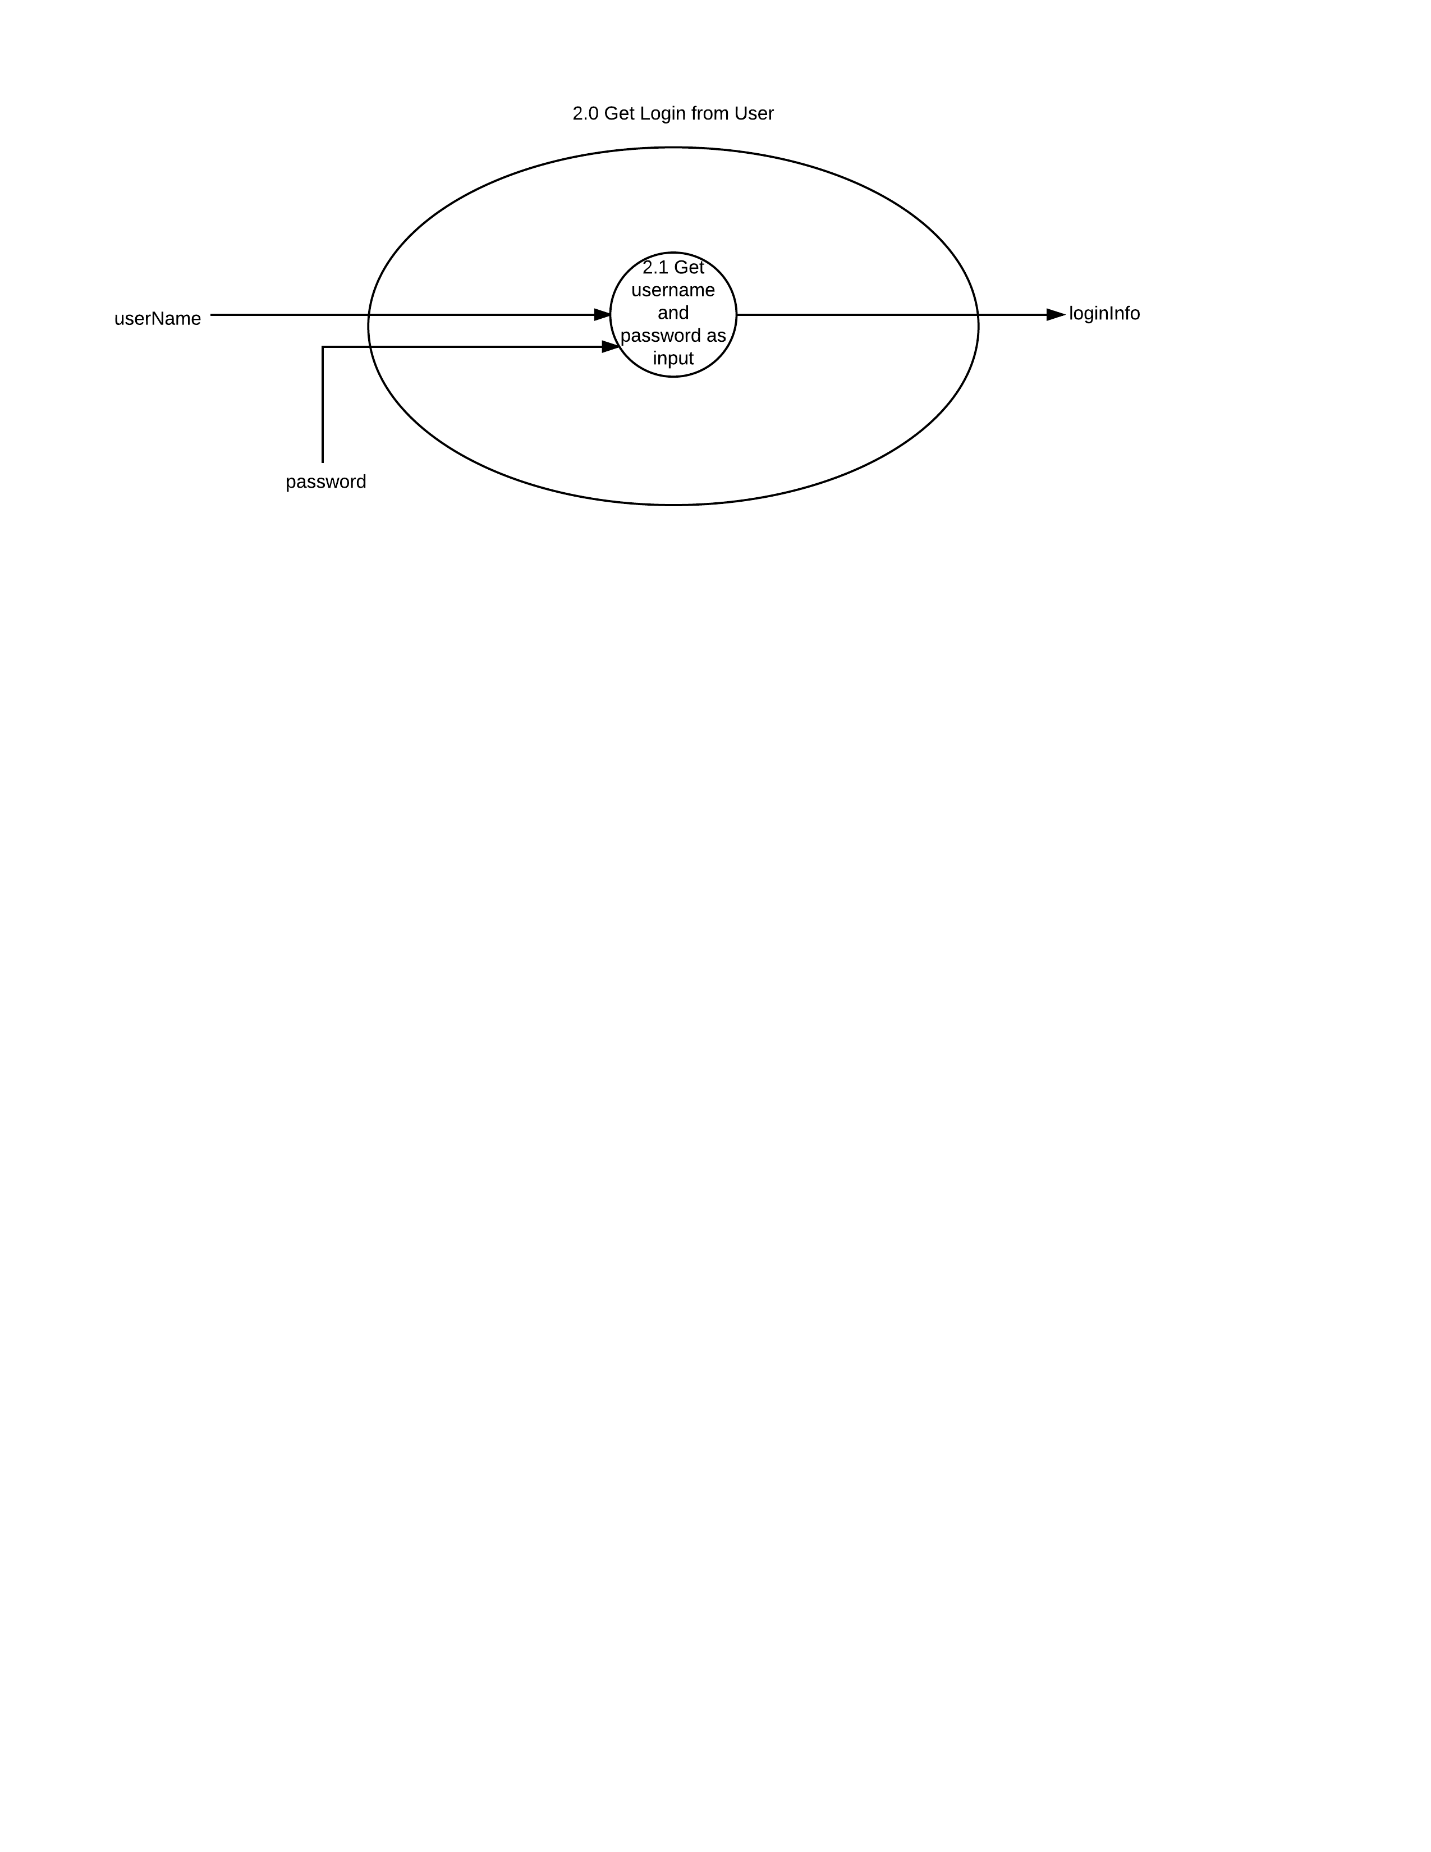 2.0 Get Login from User
2.1 Get
username
and
password as
input
userName
loginInfo
password